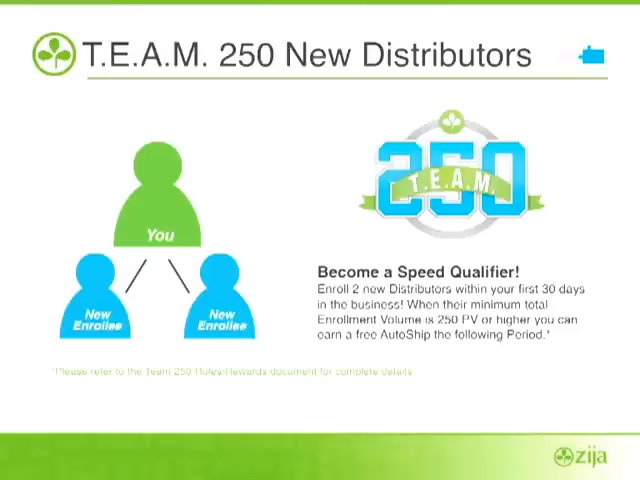 T.E.A.M. 250 New Distributors
250
T.E.A.M.
You
New
Enrollee
New
Enrollee
Become a Speed Qualifier!
Enroll 2 new Distributors within your first 30 days
in the business! When their minimum total
Enrollment Volume is 250 PV or higher you can
earn a free AutoShip the following Period.*
*Please refer to the Team 250 Rules/Rewards document for complete details
zija